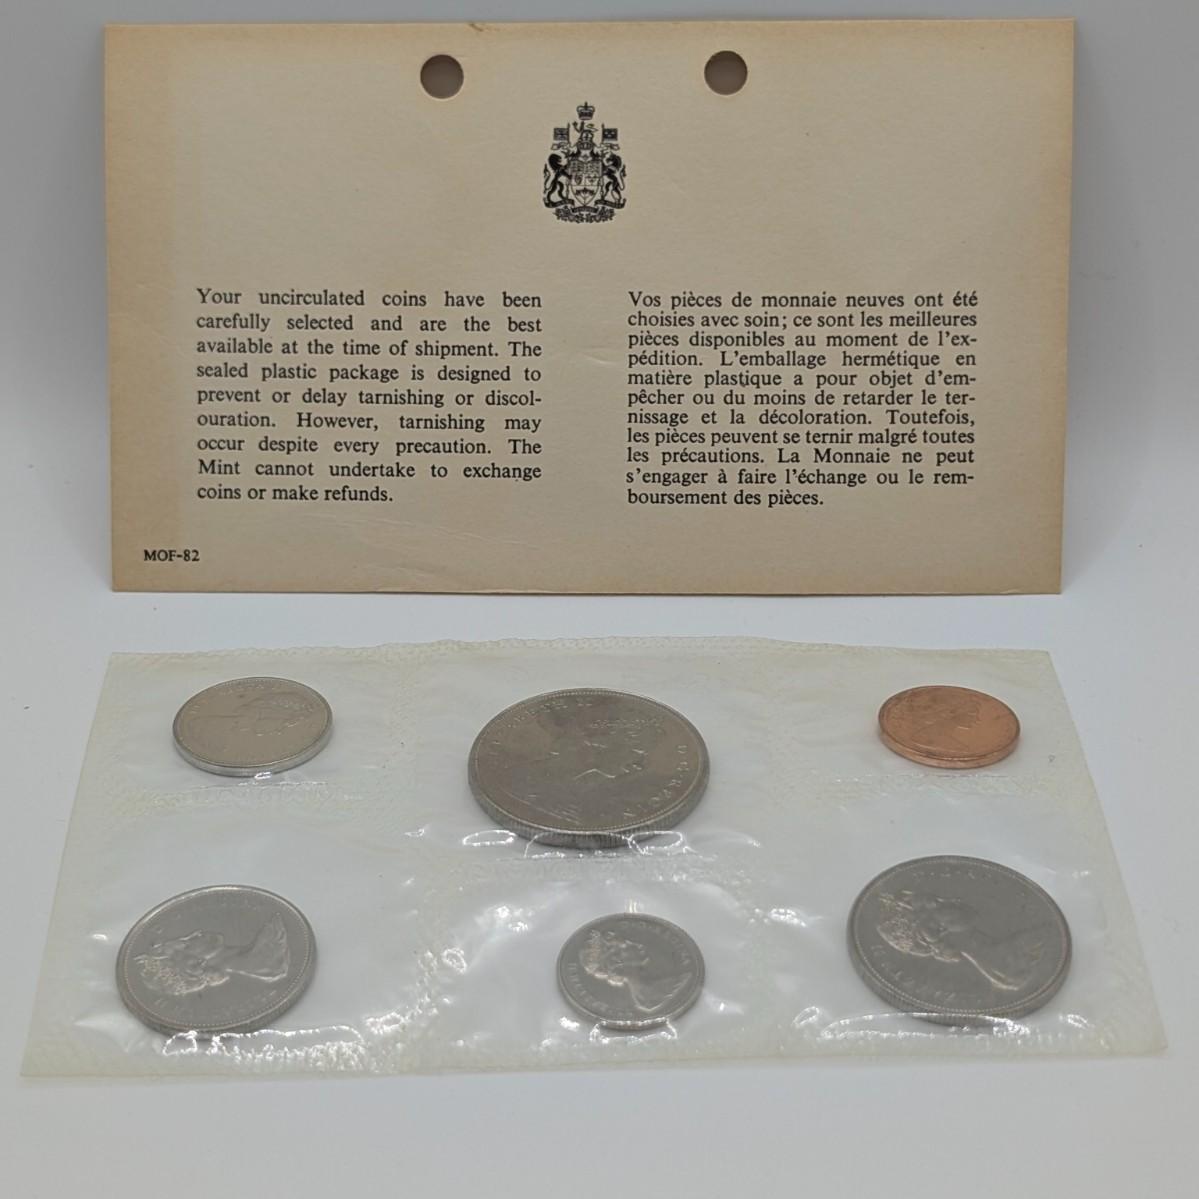 Your uncirculated coins have been
carefully selected and are the best
available at the time of shipment. The
sealed plastic package is designed to
prevent or delay tarnishing or discol-
ouration. However, tarnishing may
occur despite every precaution. The
Mint cannot undertake to exchange
coins or make refunds.
Vos pièces de monnaie neuves ont été
choisies avec soin; ce sont les meilleures
pièces disponibles au moment de l'ex-
pédition. L'emballage hermétique en
matière plastique a pour objet d'em-
pêcher ou du moins de retarder le ter-
nissage et la décoloration. Toutefois,
les pièces peuvent se ternir malgré toutes
les précautions. La Monnaie ne peut
s'engager à faire l'échange ou le rem-
boursement des pièces.
MOF-82